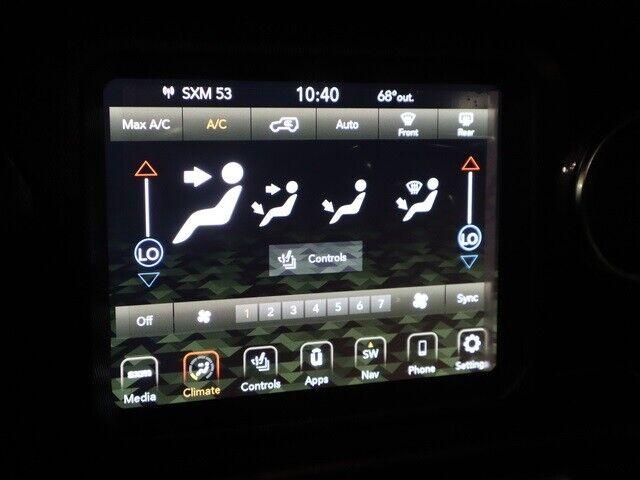 SXM 53 10:40 68° out.
Max A/C A/C Auto Front Rear
LO LO
Controls
Off 1 2 3 4 5 6 7 Sync
sxm SW
Media Climate Controls Apps Nav Phone Settings